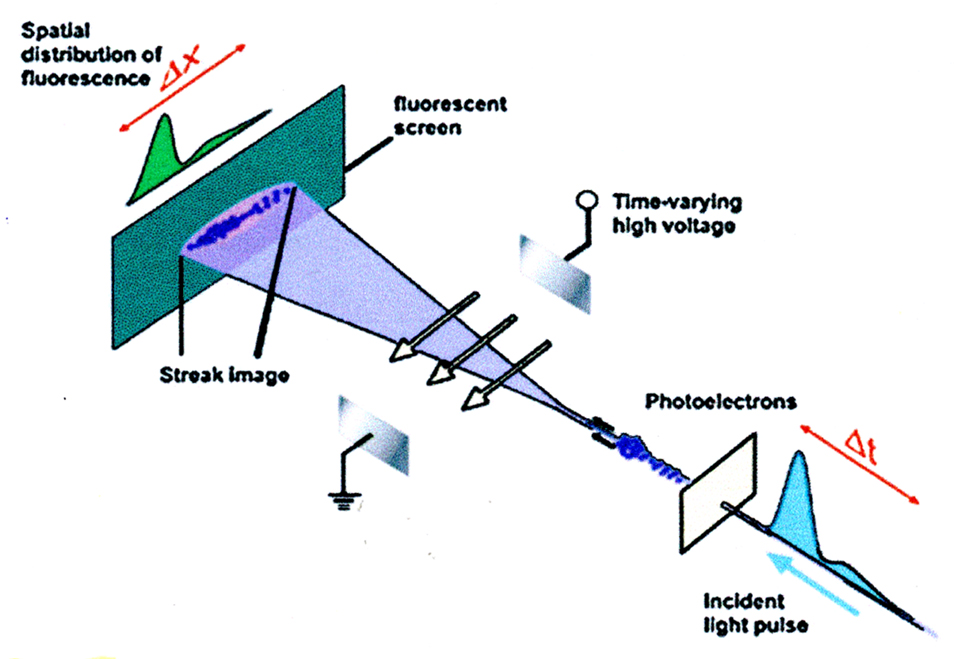 Spatial
distribution of
fluorescence
Δx
fluorescent
screen
Time-varying
high voltage
Streak image
Photoelectrons
Δt
Incident
light pulse